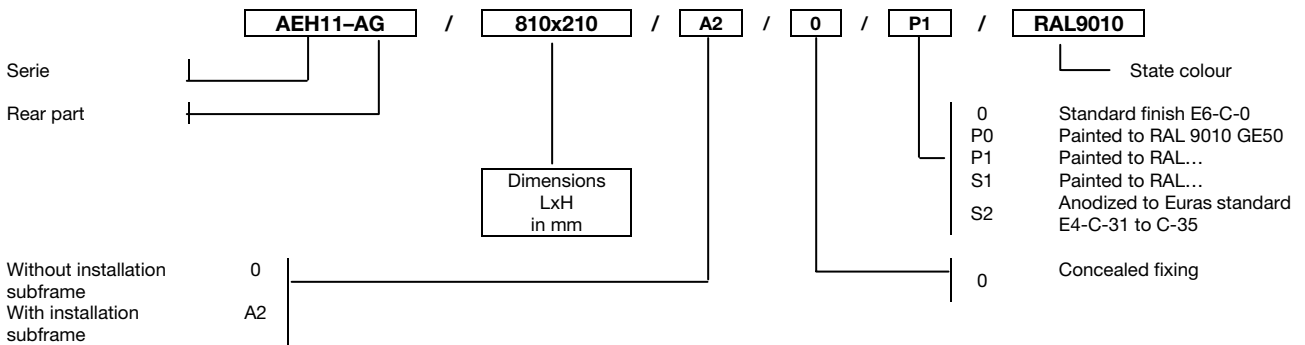 AEH11–AG / 810x210 / A2 / 0 / P1 / RAL9010
Serie
State colour
Rear part
0 Standard finish E6-C-0
P0 Painted to RAL 9010 GE50
P1 Painted to RAL…
S1 Painted to RAL…
S2 Anodized to Euras standard
E4-C-31 to C-35
Dimensions
LxH
in mm
Without installation 0
subframe
With installation A2
subframe
0 Concealed fixing